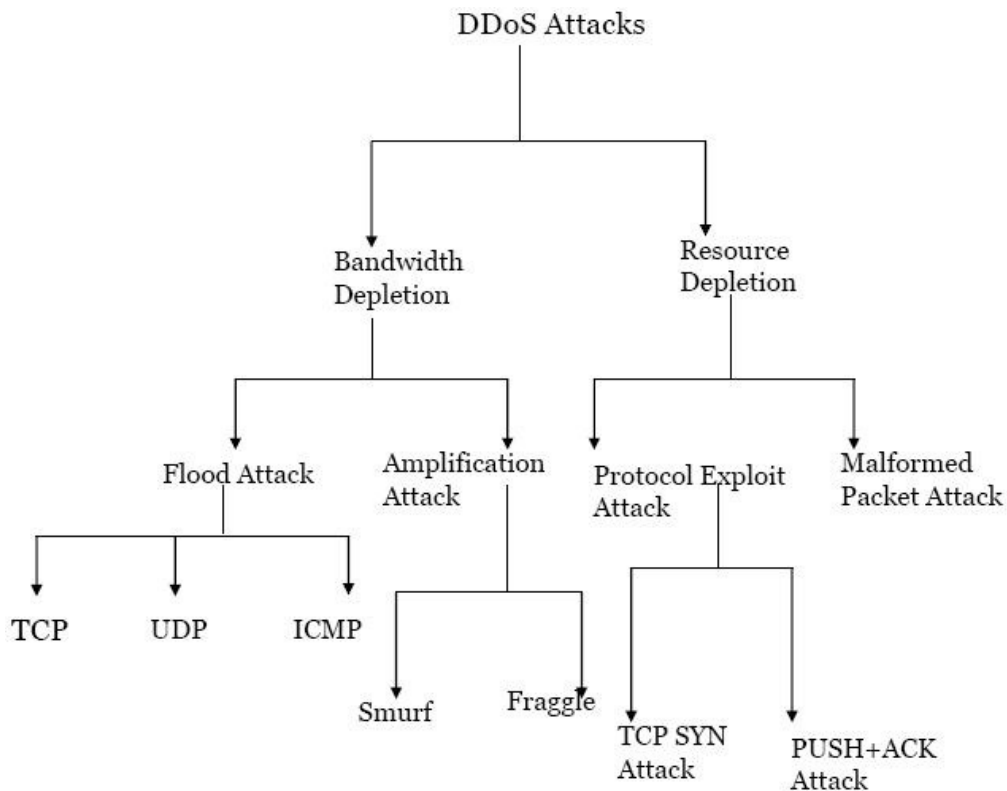 DDoS Attacks
Bandwidth
Depletion
Resource
Depletion
Flood Attack
Amplification
Attack
Protocol Exploit
Attack
Malformed
Packet Attack
TCP
UDP
ICMP
Smurf
Fraggle
TCP SYN
Attack
PUSH+ACK
Attack